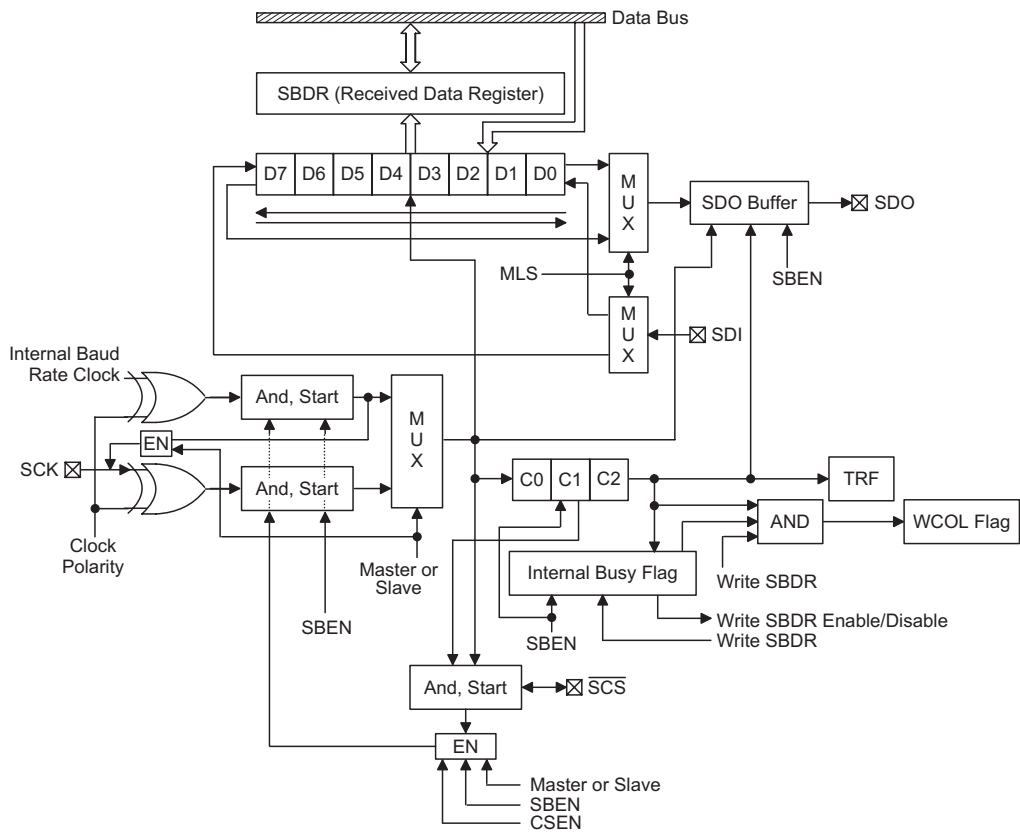 Data Bus
SBDR (Received Data Register)
D7 D6 D5 D4 D3 D2 D1 D0
M
U
X
SDO Buffer
SDO
MLS
SBEN
M
U
X
SDI
Internal Baud
Rate Clock
And, Start
M
U
X
EN
SCK
And, Start
C0 C1 C2
TRF
AND
WCOL Flag
Clock
Polarity
Master or
Slave
Internal Busy Flag
Write SBDR
SBEN
SBEN
Write SBDR Enable/Disable
Write SBDR
And, Start
SCS
EN
Master or Slave
SBEN
CSEN